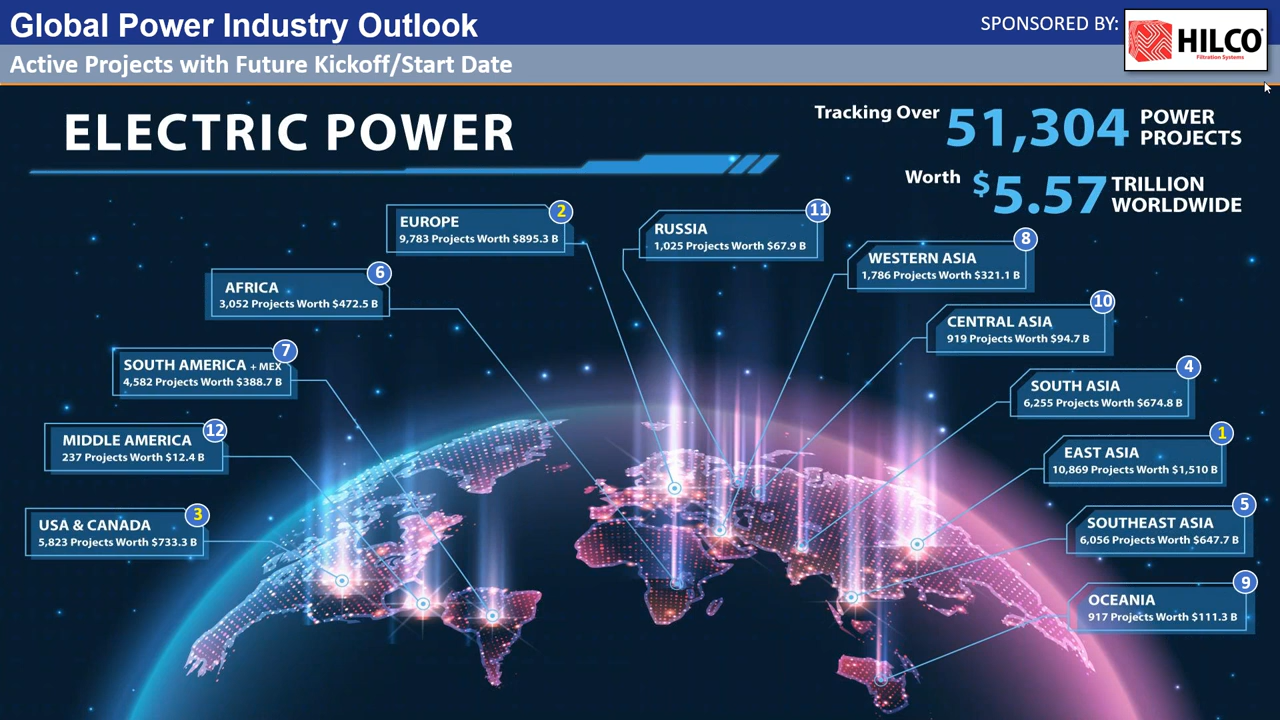 Global Power Industry Outlook
SPONSORED BY:
HILCO
Filtration Systems
Active Projects with Future Kickoff/Start Date
ELECTRIC POWER
Tracking Over 51,304 POWER PROJECTS
Worth $5.57 TRILLION WORLDWIDE
2
EUROPE
9,783 Projects Worth $895.3 B
11
RUSSIA
1,025 Projects Worth $67.9 B
8
WESTERN ASIA
1,786 Projects Worth $321.1 B
6
AFRICA
3,052 Projects Worth $472.5 B
10
CENTRAL ASIA
919 Projects Worth $94.7 B
7
SOUTH AMERICA + MEX
4,582 Projects Worth $388.7 B
4
SOUTH ASIA
6,255 Projects Worth $674.8 B
12
MIDDLE AMERICA
237 Projects Worth $12.4 B
1
EAST ASIA
10,869 Projects Worth $1,510 B
3
USA & CANADA
5,823 Projects Worth $733.3 B
5
SOUTHEAST ASIA
6,056 Projects Worth $647.7 B
9
OCEANIA
917 Projects Worth $111.3 B